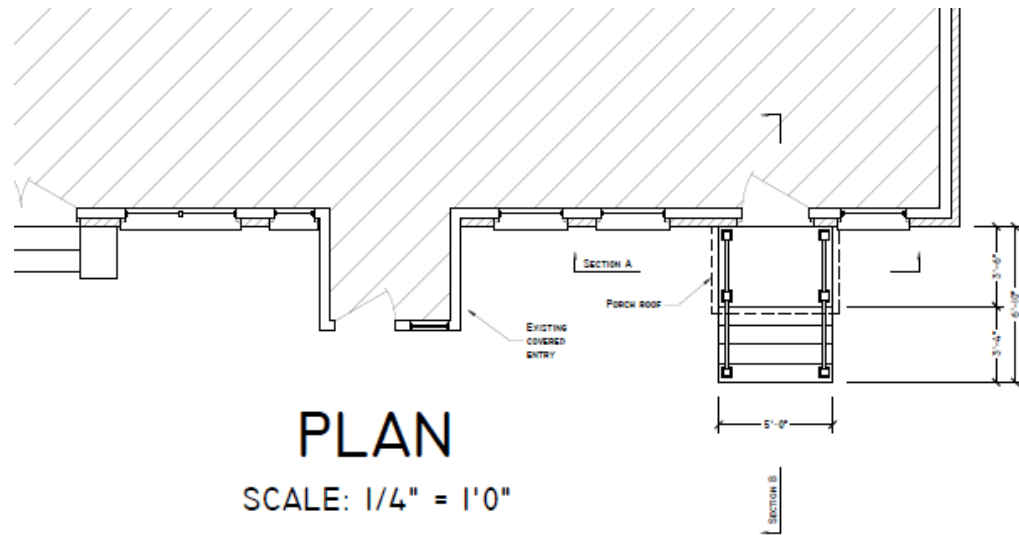 SECTION A
PORCH ROOF
EXISTING
COVERED
ENTRY
3'-6"
6'-10"
3'-4"
5'-0"
PLAN
SCALE: 1/4" = 1'0"
SECTION B